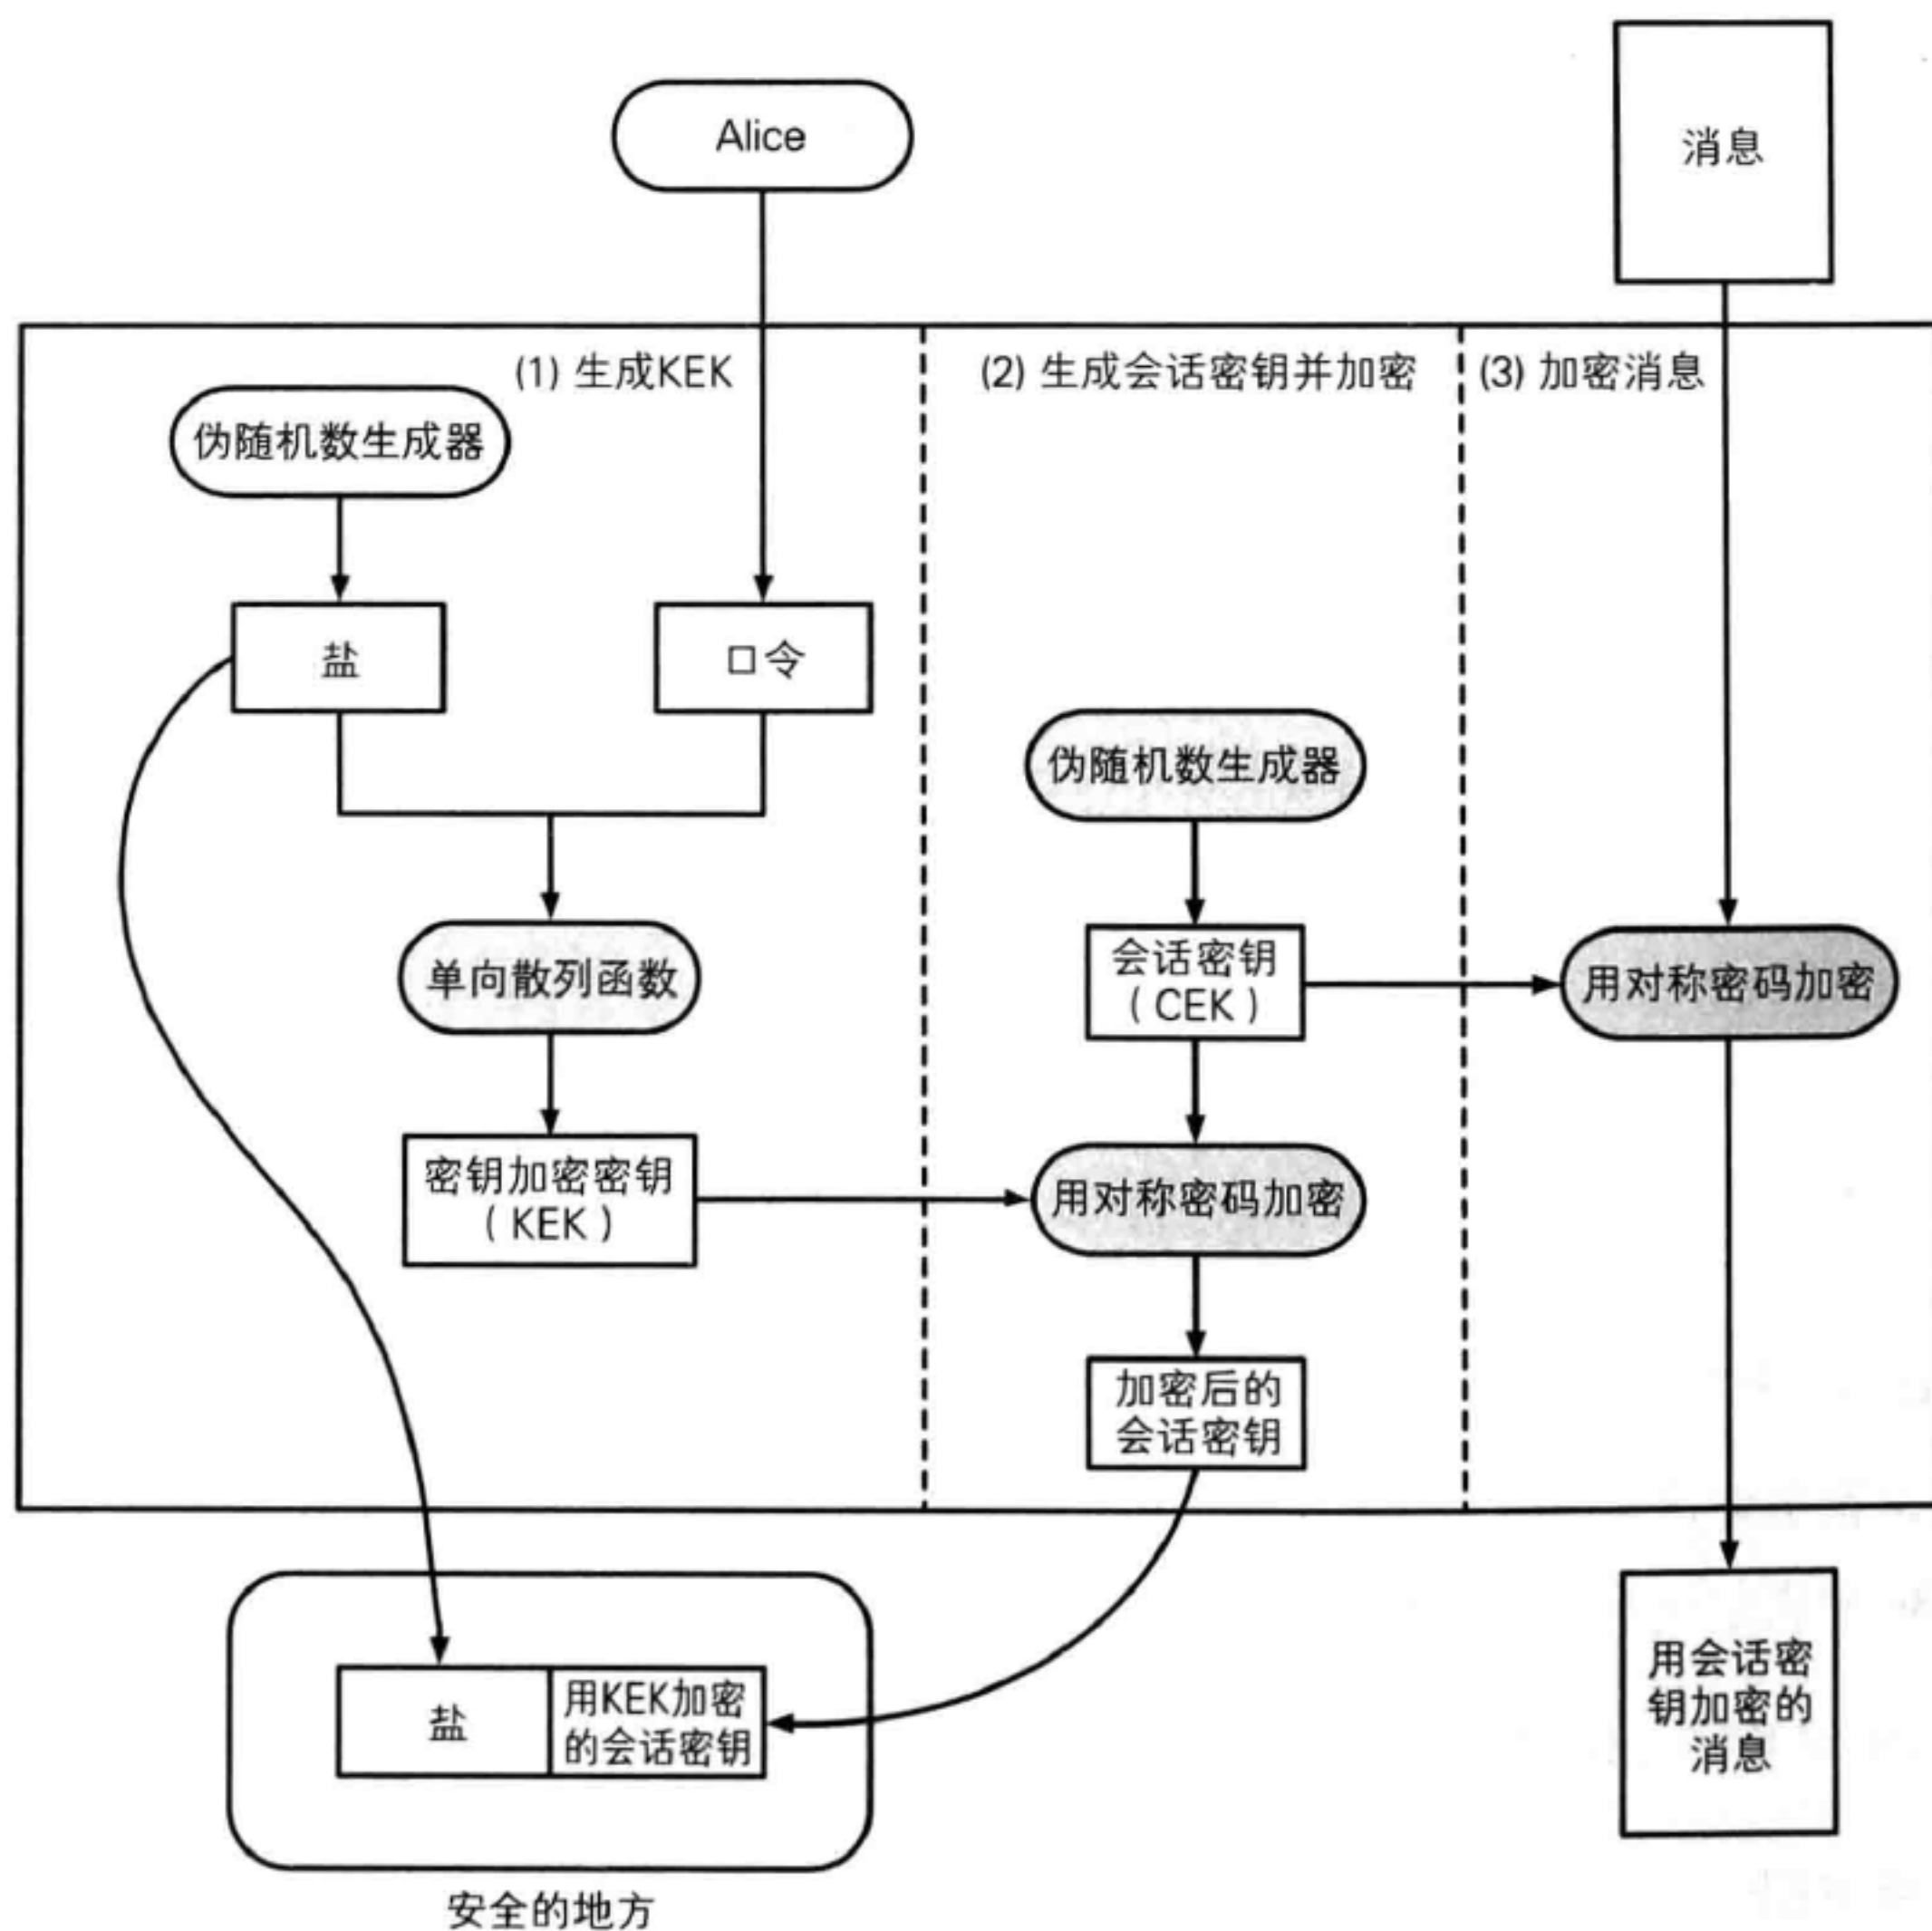 Alice
消息
(1) 生成KEK
(2) 生成会话密钥并加密
(3) 加密消息
伪随机数生成器
盐
口令
伪随机数生成器
单向散列函数
会话密钥
(CEK)
用对称密码加密
密钥加密密钥
(KEK)
用对称密码加密
加密后的
会话密钥
盐
用KEK加密
的会话密钥
用会话密
钥加密的
消息
安全的地方